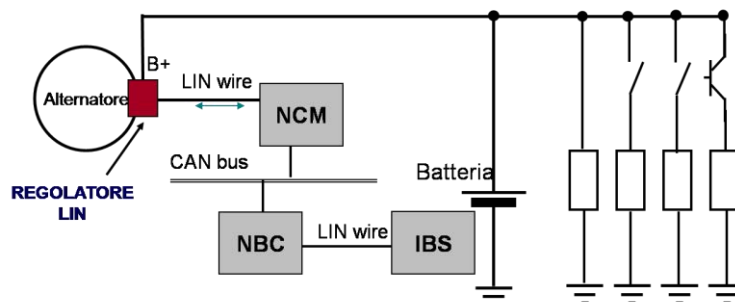 B+
LIN wire
Alternatore
NCM
CAN bus
REGOLATORE
LIN
Batteria
NBC
LIN wire
IBS